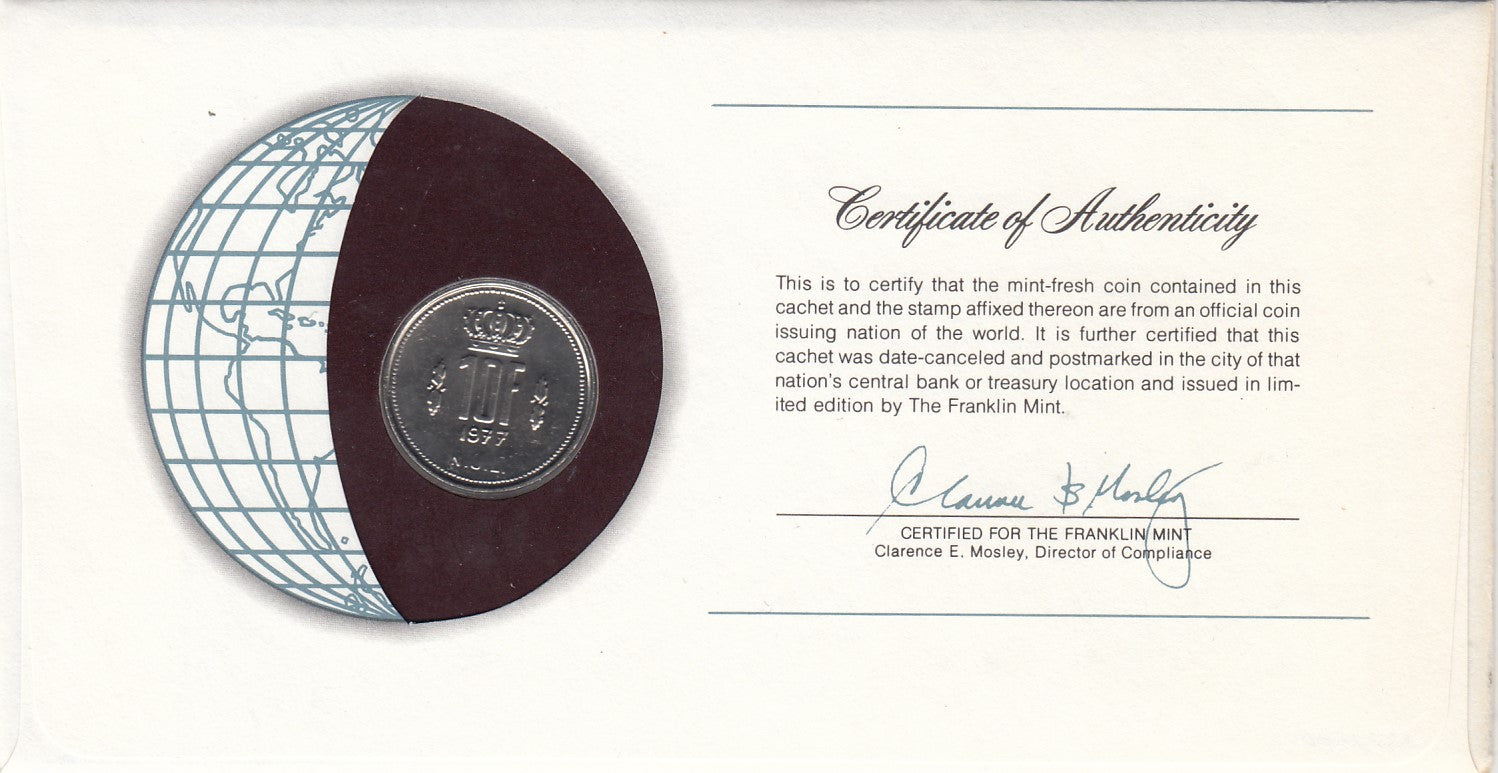 10F
1977
Certificate of Authenticity
This is to certify that the mint-fresh coin contained in this
cachet and the stamp affixed thereon are from an official coin
issuing nation of the world. It is further certified that this
cachet was date-canceled and postmarked in the city of that
nation's central bank or treasury location and issued in lim-
ited edition by The Franklin Mint.
CERTIFIED FOR THE FRANKLIN MINT
Clarence E. Mosley, Director of Compliance